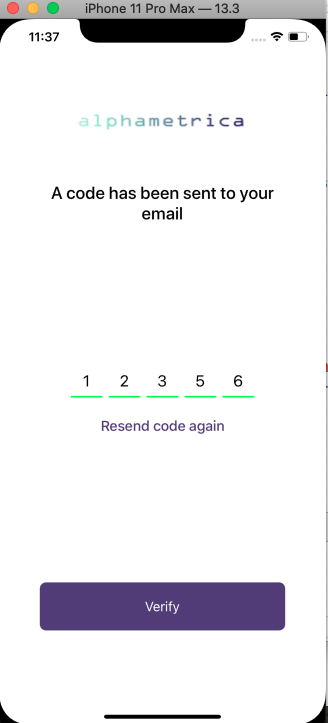 iPhone 11 Pro Max — 13.3
11:37
alphametrica
A code has been sent to your
email
1 2 3 5 6
Resend code again
Verify